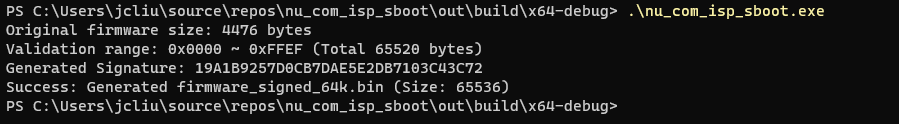 PS C:\Users\jcliu\source\repos\nu_com_isp_sboot\out\build\x64-debug> .\nu_com_isp_sboot.exe
Original firmware size: 4476 bytes
Validation range: 0x0000 ~ 0xFFEF (Total 65520 bytes)
Generated Signature: 19A1B9257D0CB7DAE5E2DB7103C43C72
Success: Generated firmware_signed_64k.bin (Size: 65536)
PS C:\Users\jcliu\source\repos\nu_com_isp_sboot\out\build\x64-debug>